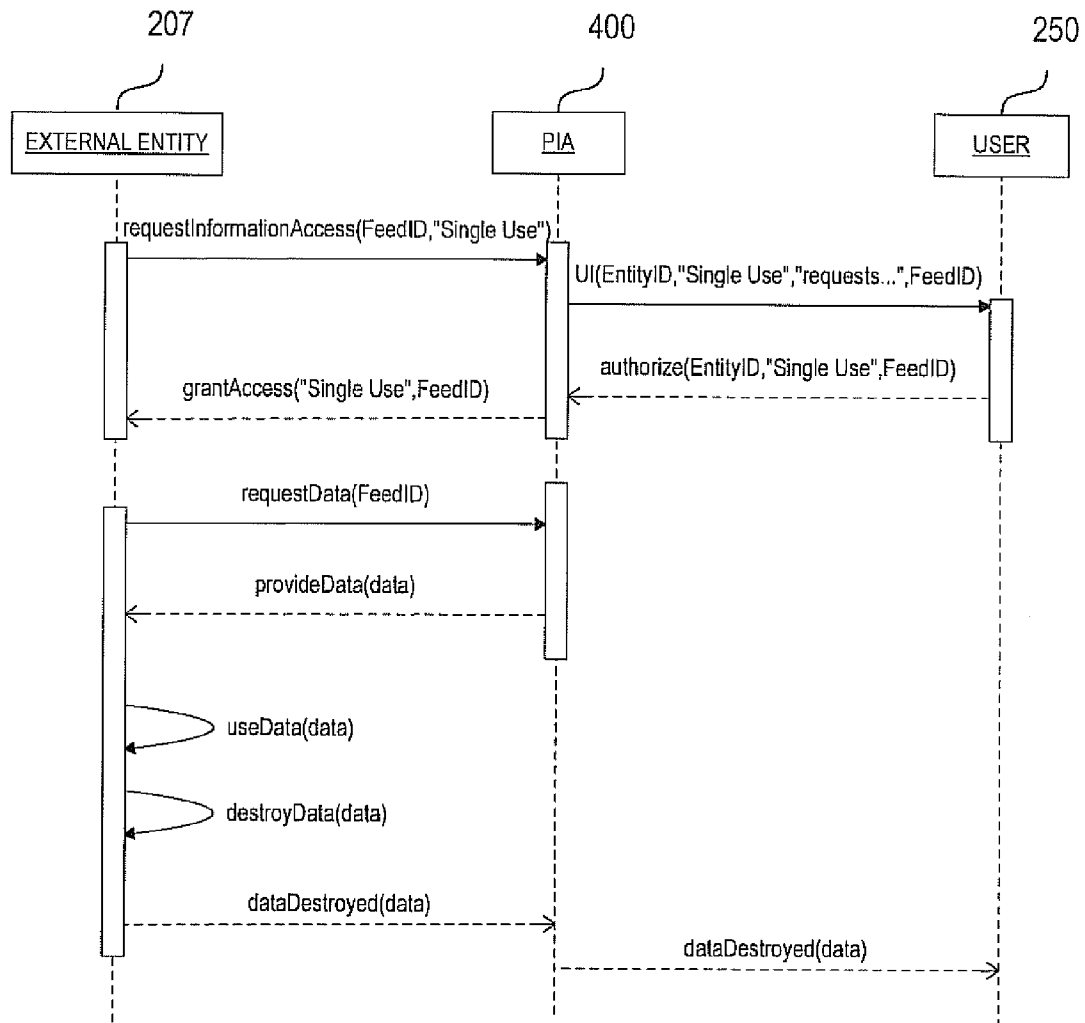 207
400
250
EXTERNAL ENTITY
PIA
USER
requestInformationAccess(FeedID,"Single Use")
UI(EntityID,"Single Use","requests...",FeedID)
authorize(EntityID,"Single Use",FeedID)
grantAccess("Single Use",FeedID)
requestData(FeedID)
provideData(data)
useData(data)
destroyData(data)
dataDestroyed(data)
dataDestroyed(data)